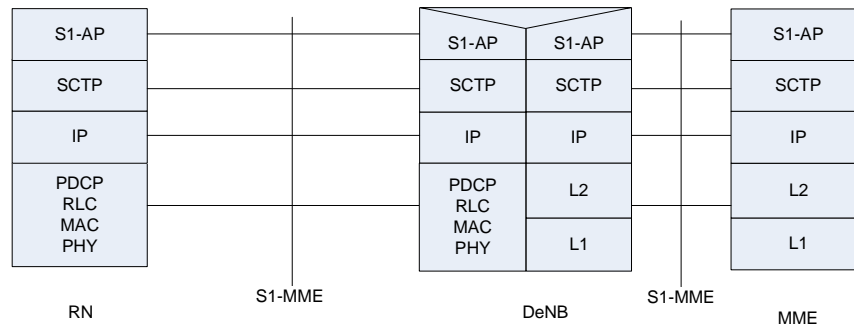 S1-AP
SCTP
IP
PDCP
RLC
MAC
PHY
RN
S1-MME
S1-AP S1-AP
SCTP SCTP
IP IP
PDCP
RLC
MAC
PHY
L2
L1
DeNB
S1-MME
S1-AP
SCTP
IP
L2
L1
MME